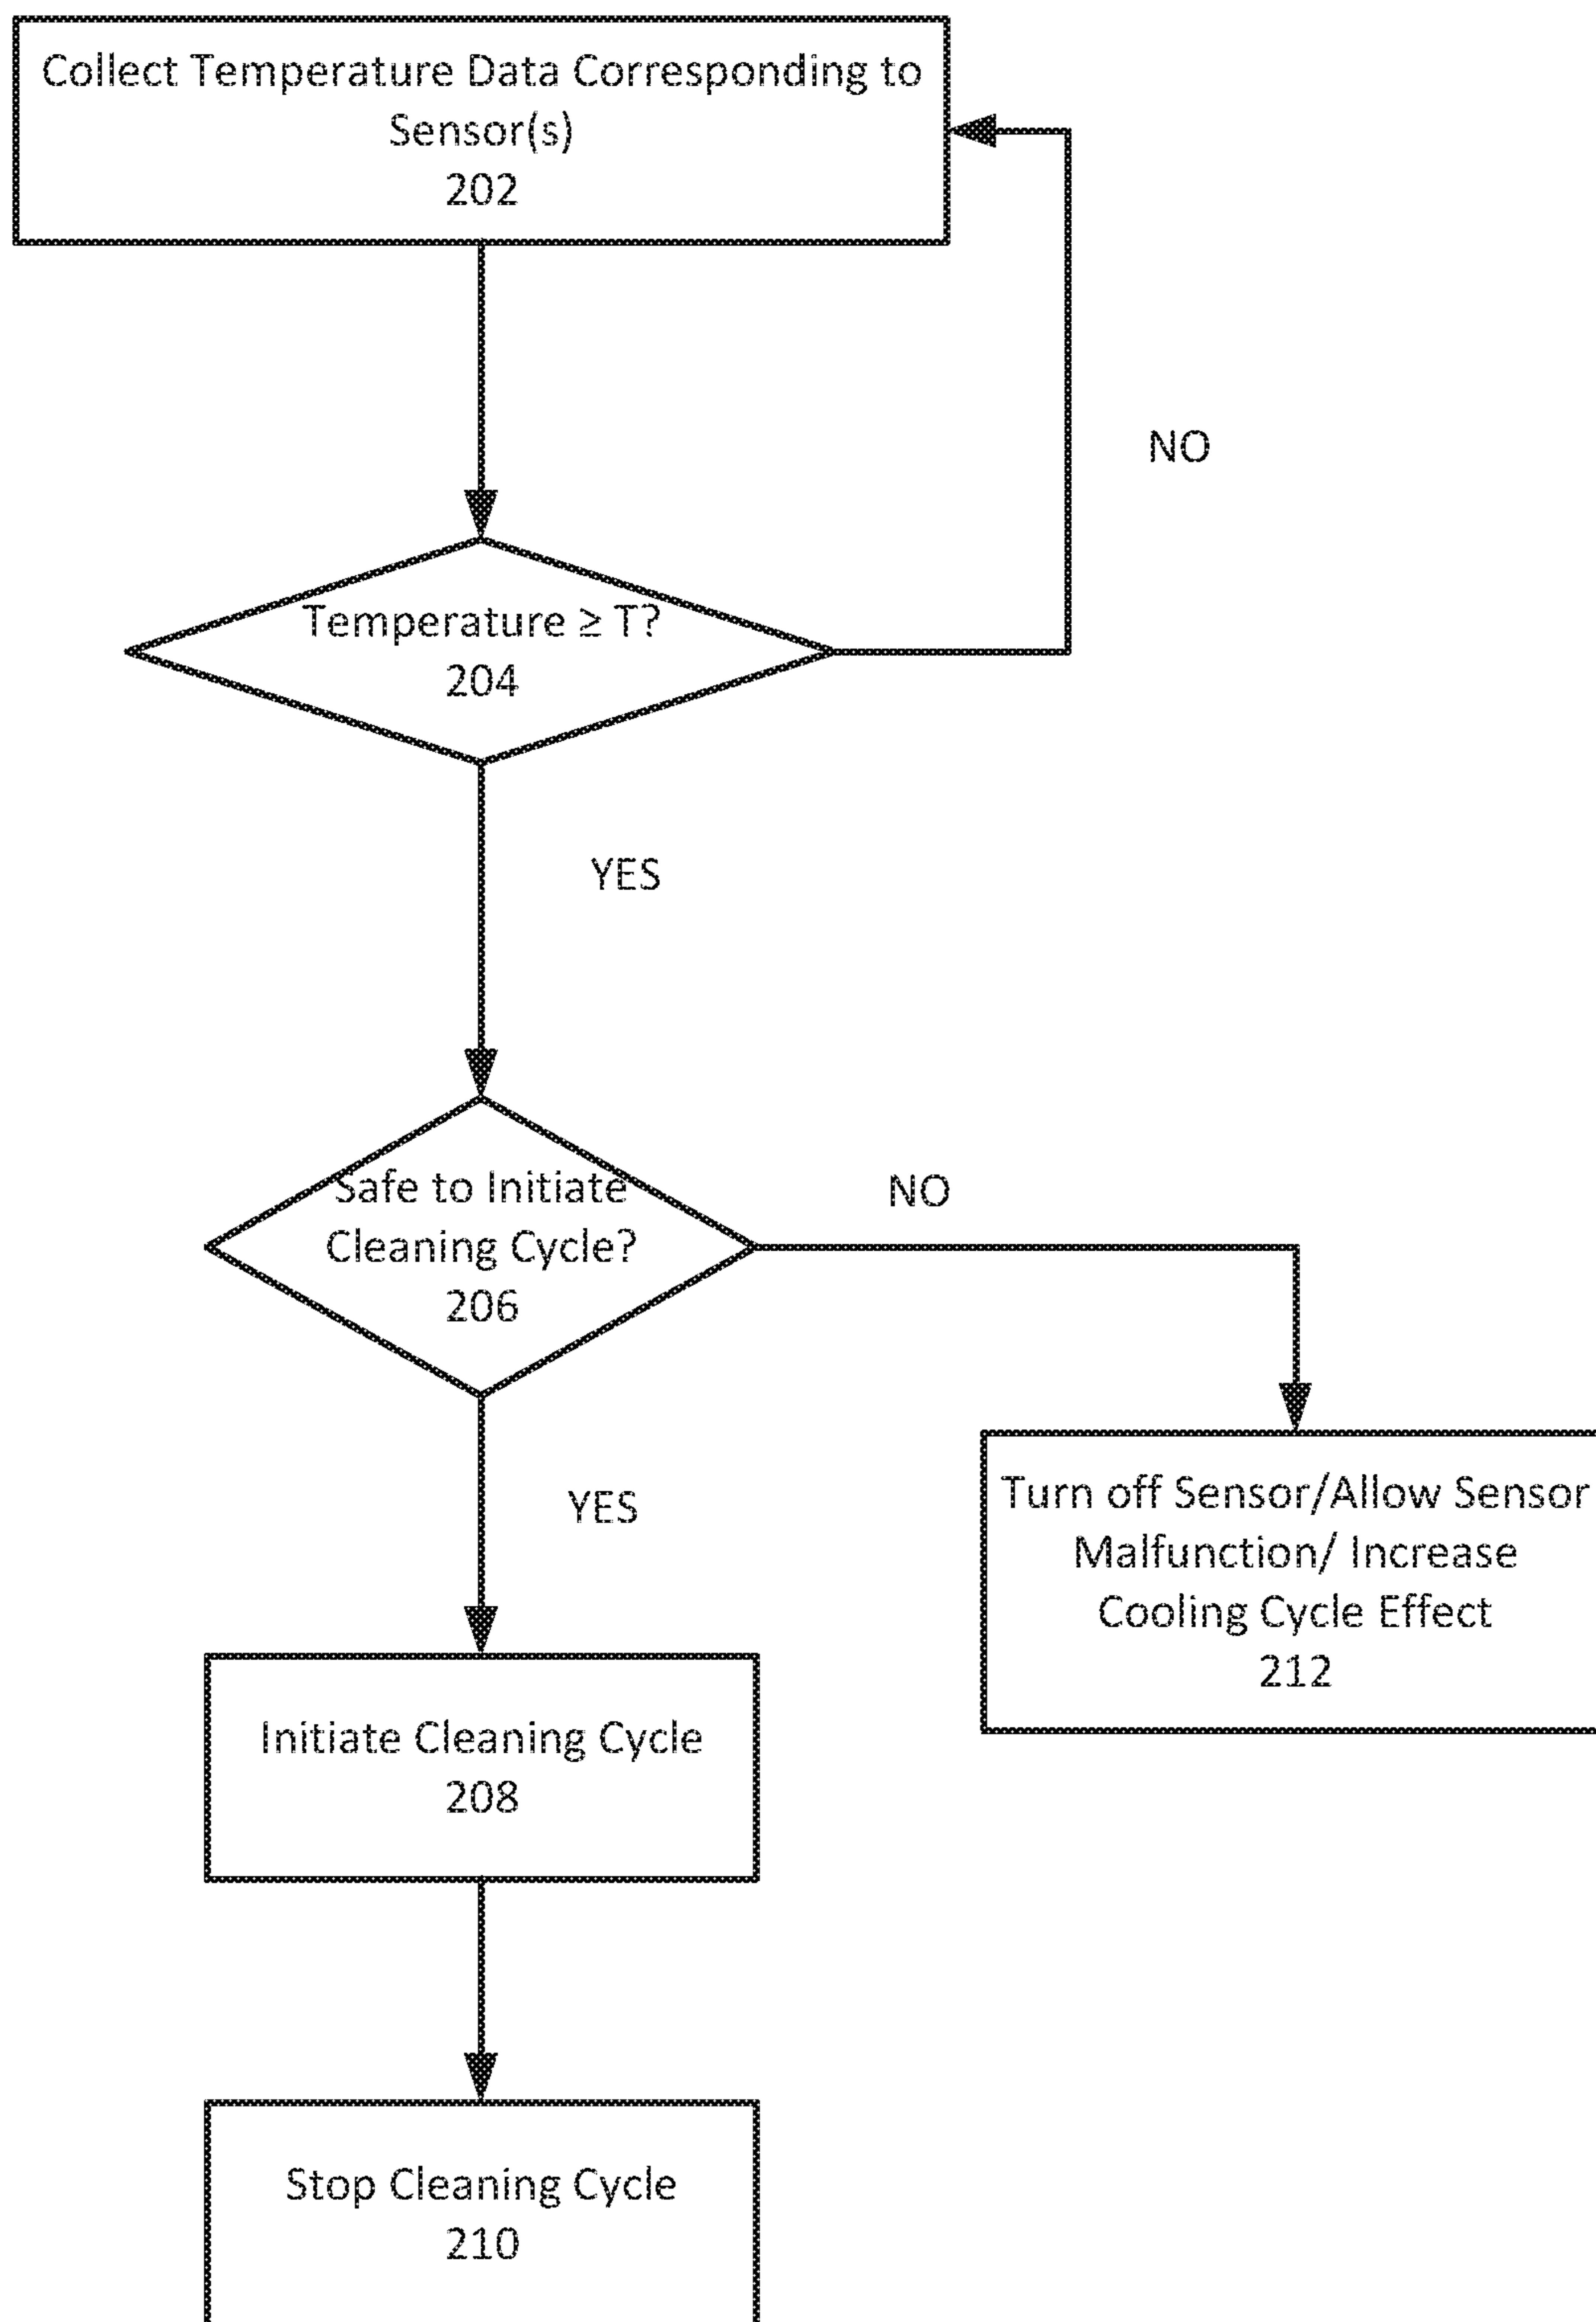 Collect Temperature Data Corresponding to
Sensor(s)
202
NO
Temperature ≥ T?
204
YES
Safe to Initiate
Cleaning Cycle?
206
NO
YES
Turn off Sensor/Allow Sensor
Malfunction/ Increase
Cooling Cycle Effect
212
Initiate Cleaning Cycle
208
Stop Cleaning Cycle
210